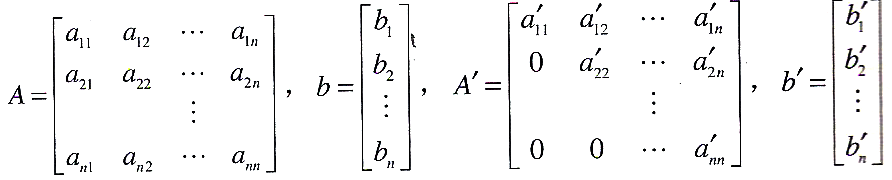 A = [a₁₁ a₁₂ ⋯ a₁ₙ; a₂₁ a₂₂ ⋯ a₂ₙ; ⋮; aₙ₁ aₙ₂ ⋯ aₙₙ], b = [b₁; b₂; ⋮; bₙ], A′ = [a′₁₁ a′₁₂ ⋯ a′₁ₙ; 0 a′₂₂ ⋯ a′₂ₙ; ⋮; 0 0 ⋯ a′ₙₙ], b′ = [b′₁; b′₂; ⋮; b′ₙ]